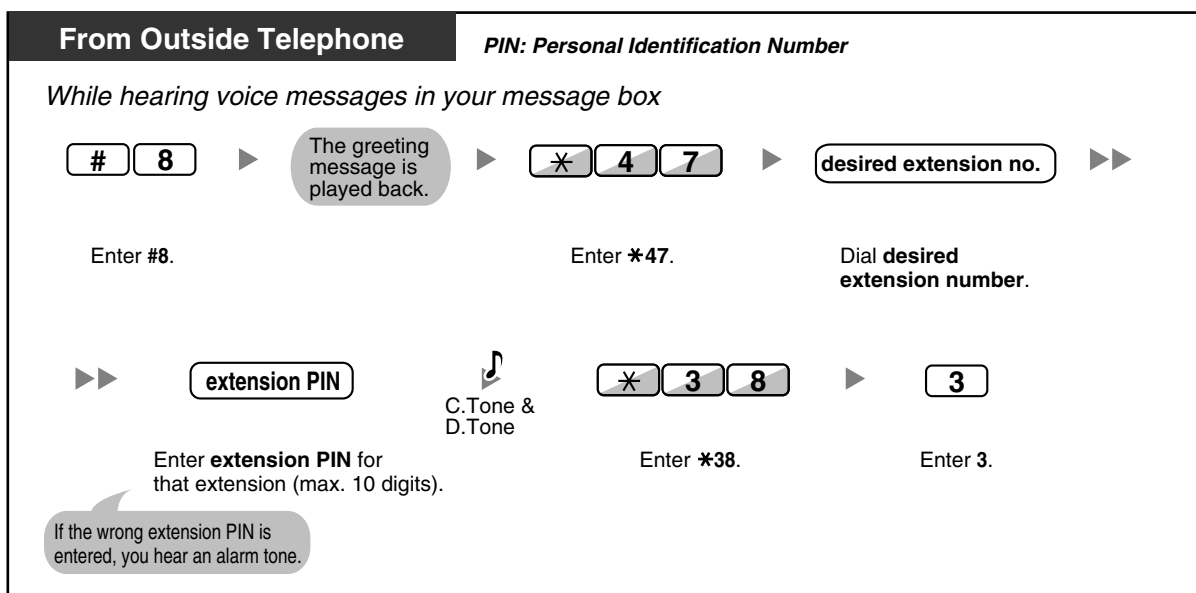 From Outside Telephone
PIN: Personal Identification Number
While hearing voice messages in your message box
# 8
The greeting
message is
played back.
* 4 7
desired extension no.
Enter #8.
Enter *47.
Dial desired
extension number.
extension PIN
C.Tone &
D.Tone
* 3 8
3
Enter extension PIN for
that extension (max. 10 digits).
Enter *38.
Enter 3.
If the wrong extension PIN is
entered, you hear an alarm tone.